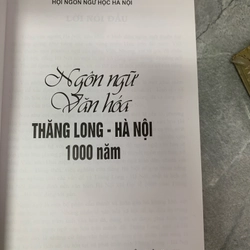 HỘI NGÔN NGỮ HỌC HÀ NỘI
Ngôn ngữ
Văn hóa
THĂNG LONG - HÀ NỘI
1000 năm